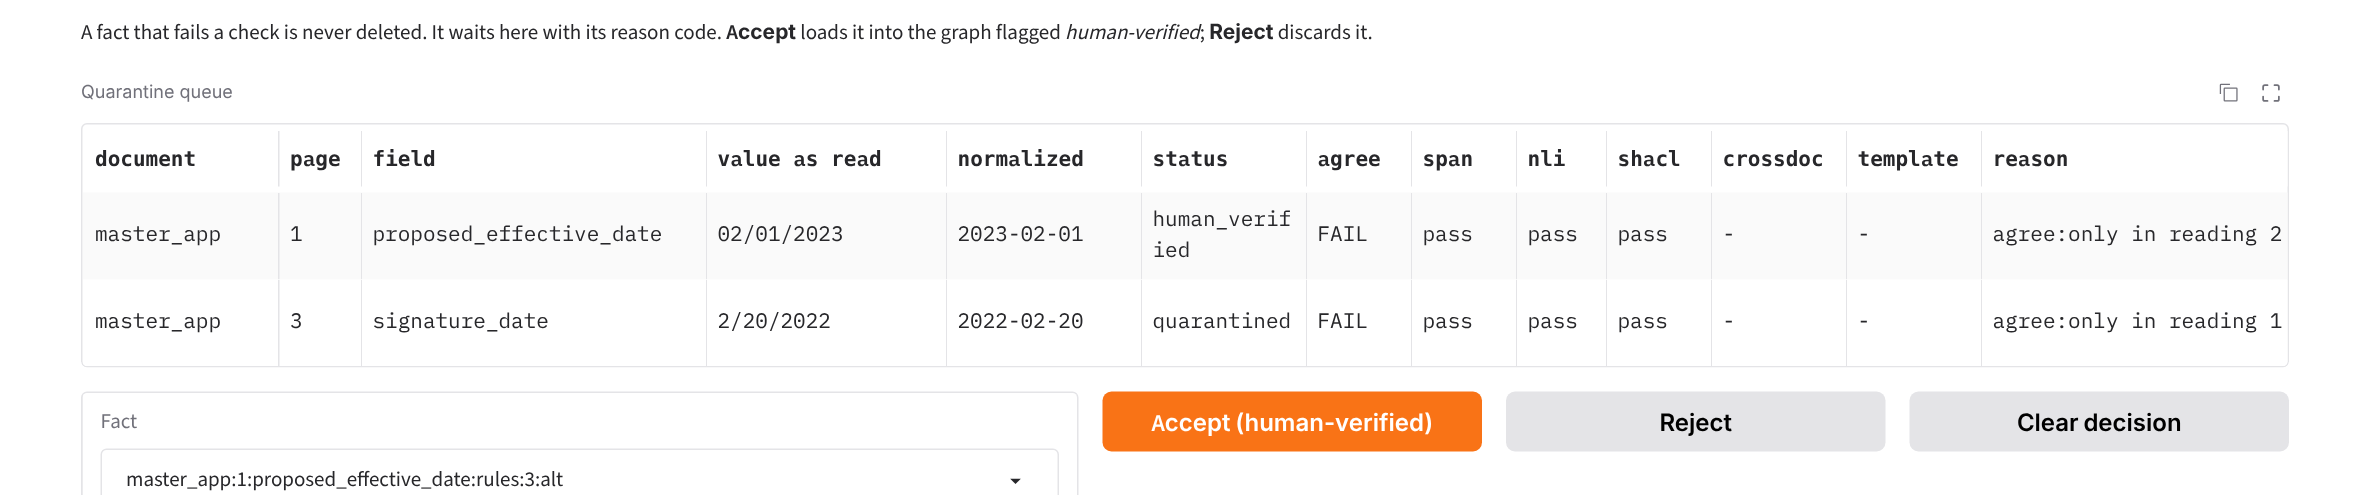 A fact that fails a check is never deleted. It waits here with its reason code. Accept loads it into the graph flagged human-verified; Reject discards it.
Quarantine queue
document page field value as read normalized status agree span nli shacl crossdoc template reason
master_app 1 proposed_effective_date 02/01/2023 2023-02-01 human_verif
ied FAIL pass pass pass - - agree:only in reading 2
master_app 3 signature_date 2/20/2022 2022-02-20 quarantined FAIL pass pass pass - - agree:only in reading 1
Fact
Accept (human-verified) Reject Clear decision
master_app:1:proposed_effective_date:rules:3:alt